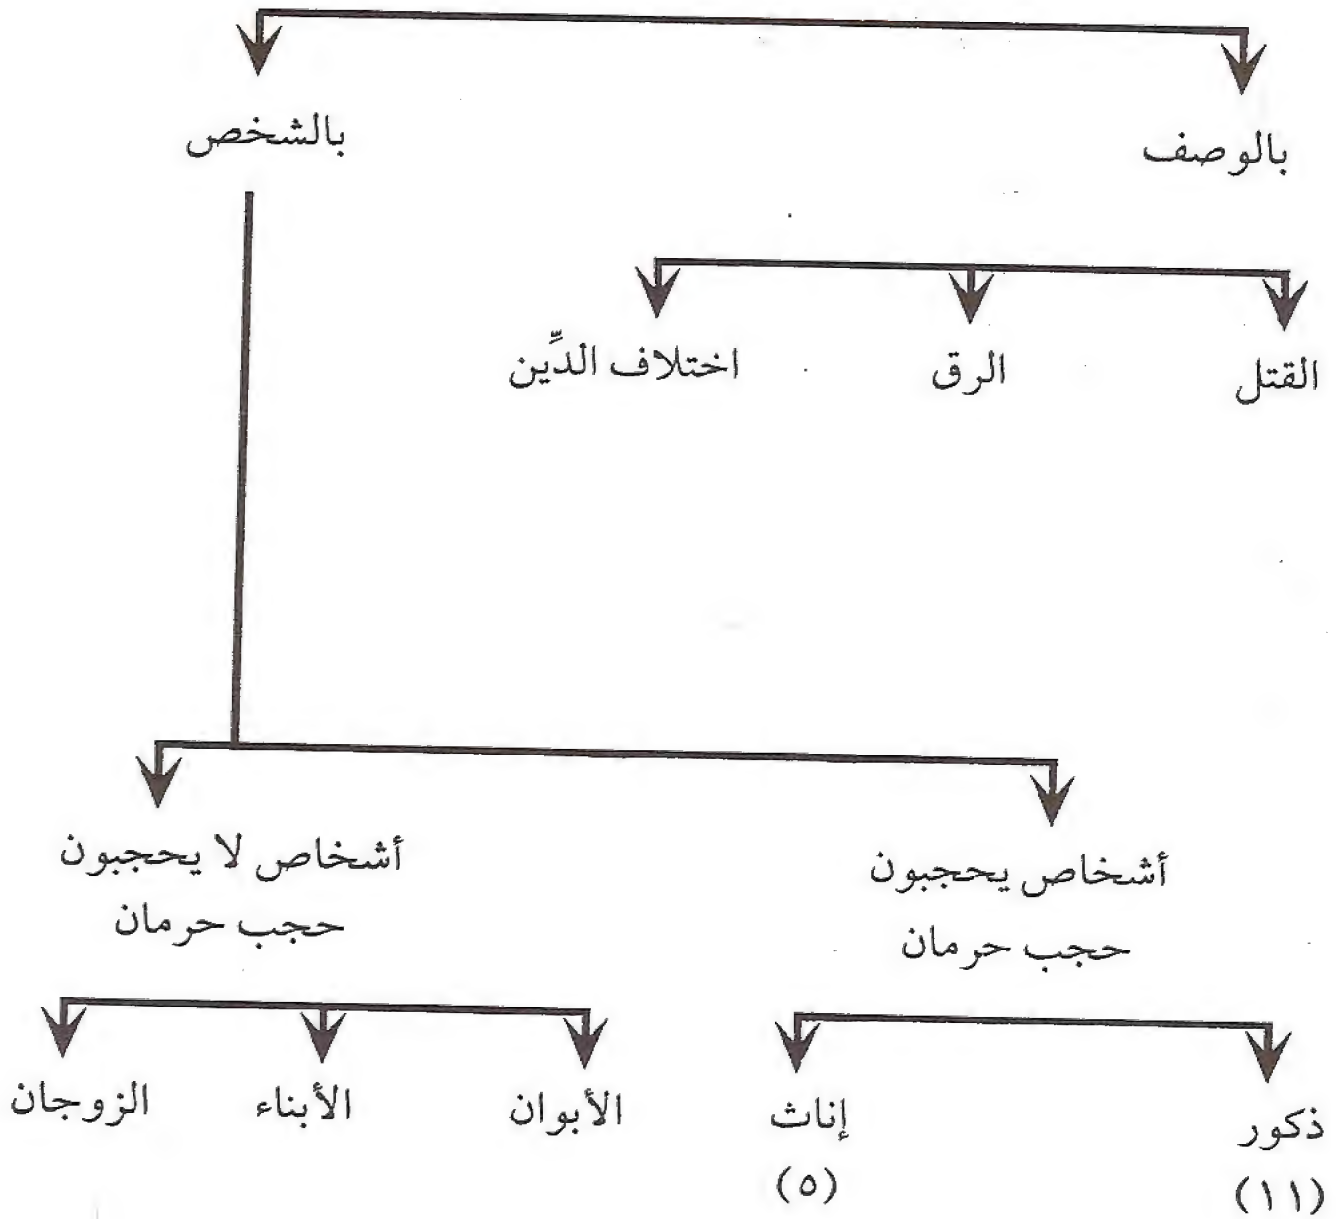 بالوصف
بالشخص
القتل
الرق
اختلاف الدِّين
أشخاص يحجبون
حجب حرمان
أشخاص لا يحجبون
حجب حرمان
ذكور
(١١)
إناث
(٥)
الأبوان
الأبناء
الزوجان